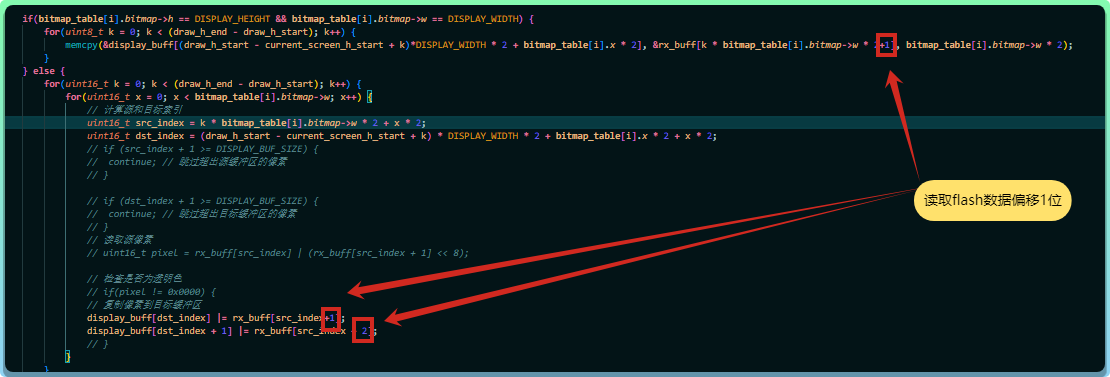 if(bitmap_table[i].bitmap->h == DISPLAY_HEIGHT && bitmap_table[i].bitmap->w == DISPLAY_WIDTH) {
for(uint8_t k = 0; k < (draw_h_end - draw_h_start); k++) {
memcpy(&display_buff[(draw_h_start - current_screen_h_start + k)*DISPLAY_WIDTH * 2 + bitmap_table[i].x * 2], &rx_buff[k * bitmap_table[i].bitmap->w * 2+1], bitmap_table[i].bitmap->w * 2);
}
} else {
for(uint16_t k = 0; k < (draw_h_end - draw_h_start); k++) {
for(uint16_t x = 0; x < bitmap_table[i].bitmap->w; x++) {
// 计算源和目标索引
uint16_t src_index = k * bitmap_table[i].bitmap->w * 2 + x * 2;
uint16_t dst_index = (draw_h_start - current_screen_h_start + k) * DISPLAY_WIDTH * 2 + bitmap_table[i].x * 2 + x * 2;
// if (src_index + 1 >= DISPLAY_BUF_SIZE) {
// continue; // 跳过超出源缓冲区的像素
// }
// if (dst_index + 1 >= DISPLAY_BUF_SIZE) {
// continue; // 跳过超出目标缓冲区的像素
// }
// 读取源像素
// uint16_t pixel = rx_buff[src_index] | (rx_buff[src_index + 1] << 8);
// 检查是否为透明色
// if(pixel != 0x0000) {
// 复制像素到目标缓冲区
display_buff[dst_index] |= rx_buff[src_index+1];
display_buff[dst_index + 1] |= rx_buff[src_index + 2];
// }
}
}
读取flash数据偏移1位